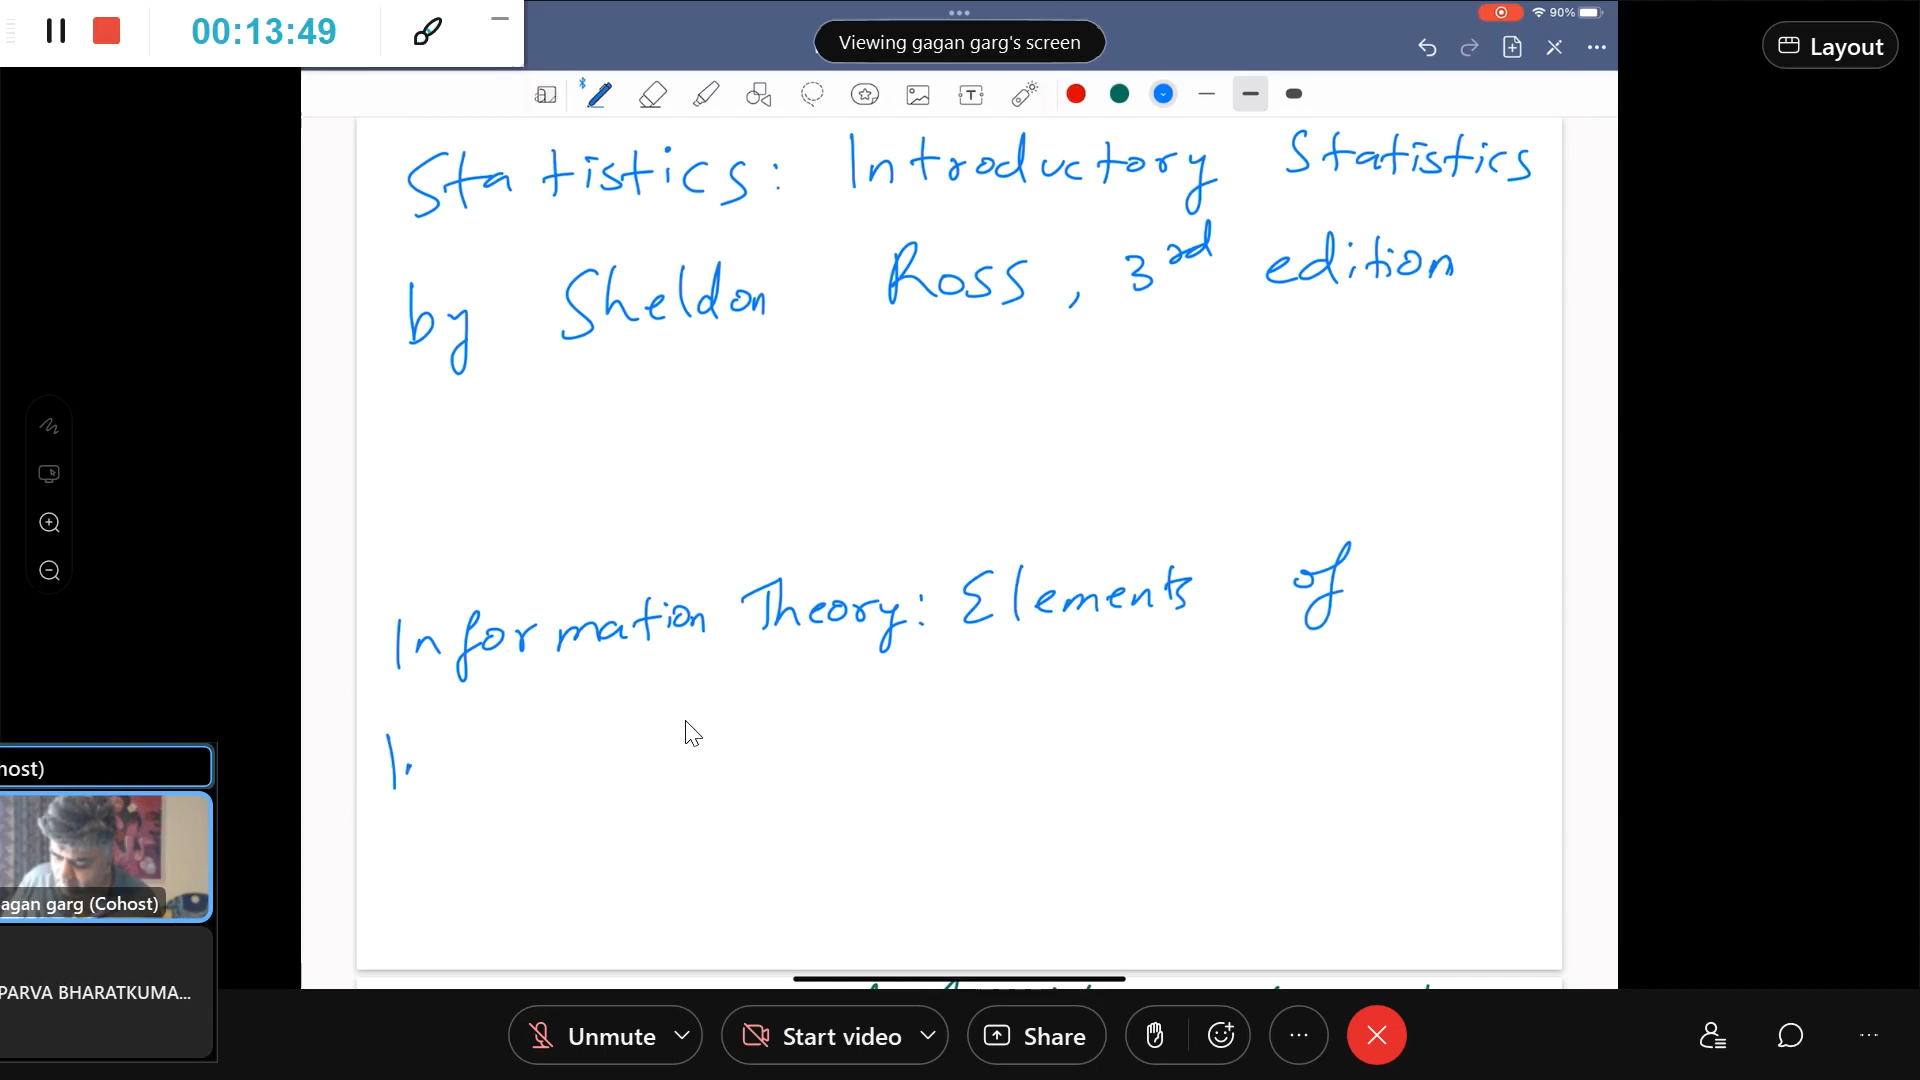 00:13:49
Viewing gagan garg's screen
90%
Layout
Statistics: Introductory Statistics
by Sheldon Ross, 3rd edition
Information Theory: Elements of
host)
agan garg (Cohost)
PARVA BHARATKUMA...
Unmute
Start video
Share